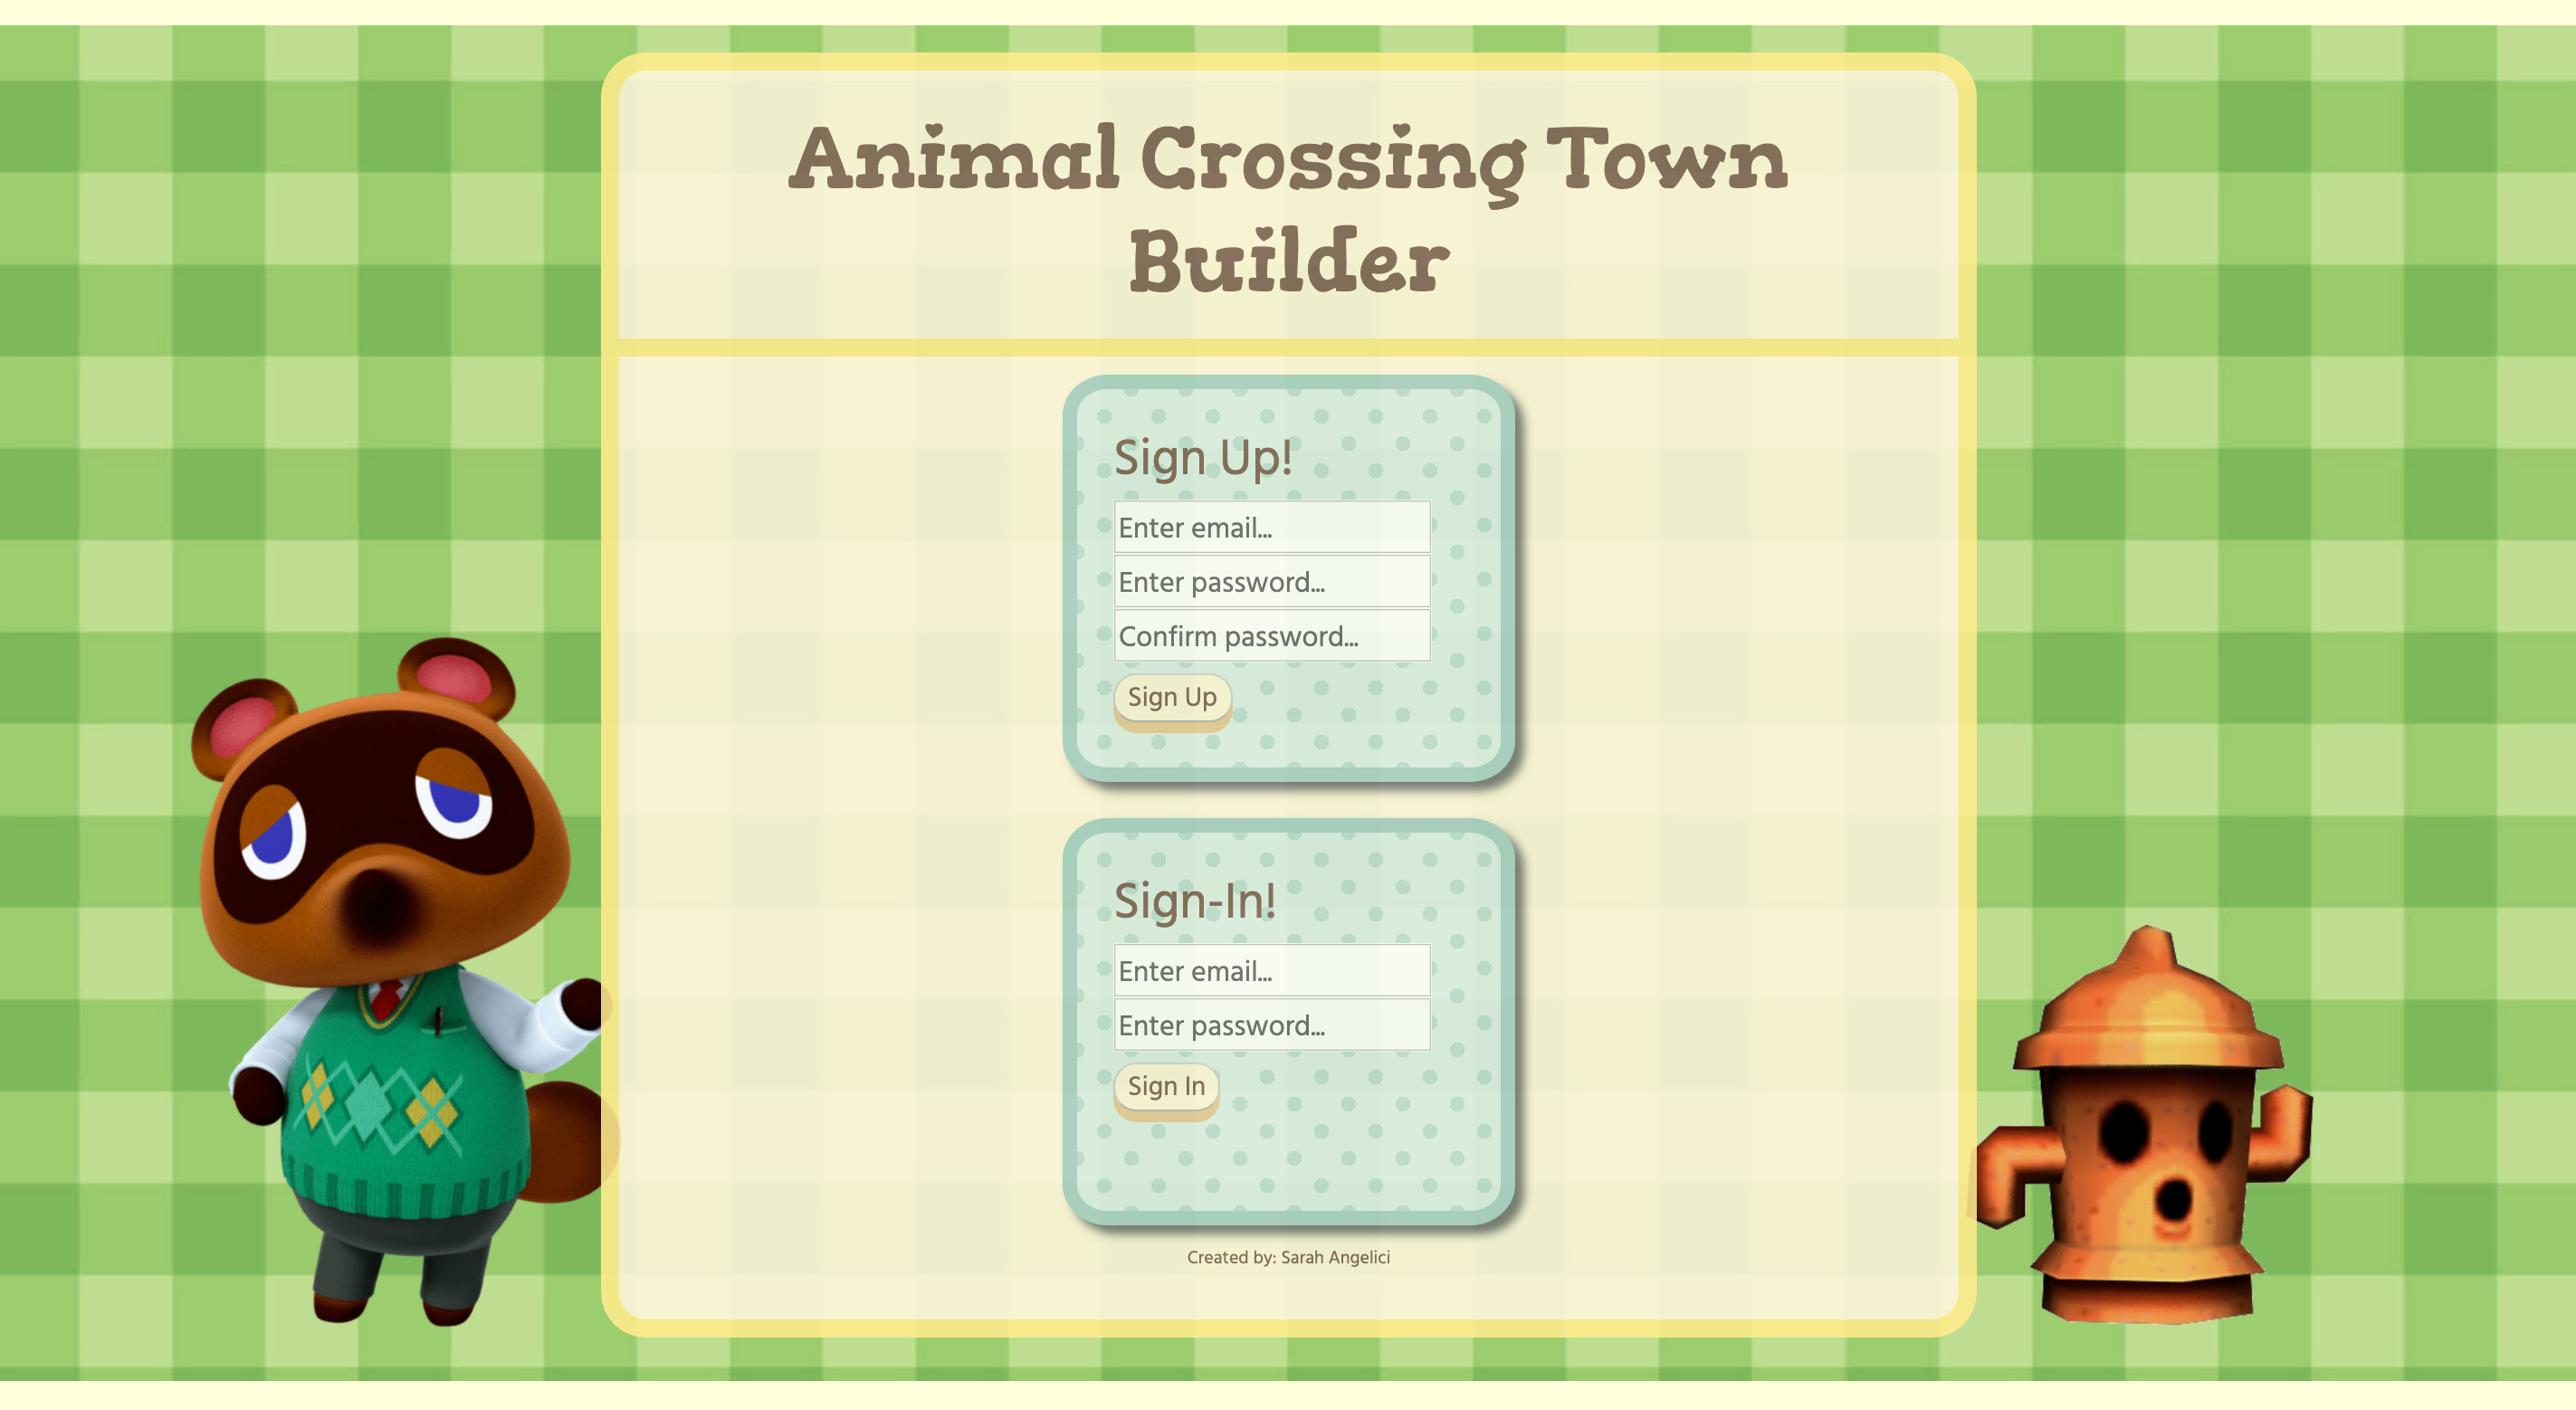 Animal Crossing Town
Builder
Sign Up!
Enter email...
Enter password...
Confirm password...
Sign Up
Sign-In!
Enter email...
Enter password...
Sign In
Created by: Sarah Angelici